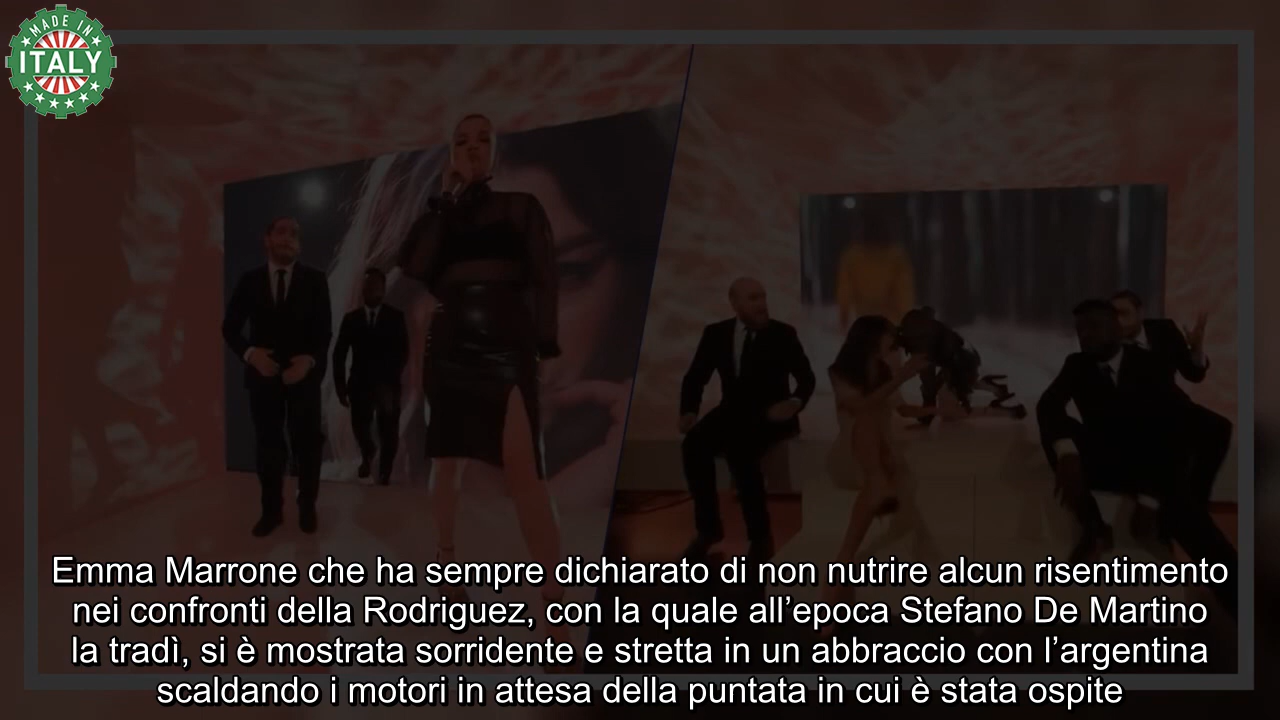 MADE IN
ITALY
Emma Marrone che ha sempre dichiarato di non nutrire alcun risentimento
nei confronti della Rodriguez, con la quale all’epoca Stefano De Martino
la tradì, si è mostrata sorridente e stretta in un abbraccio con l’argentina
scaldando i motori in attesa della puntata in cui è stata ospite